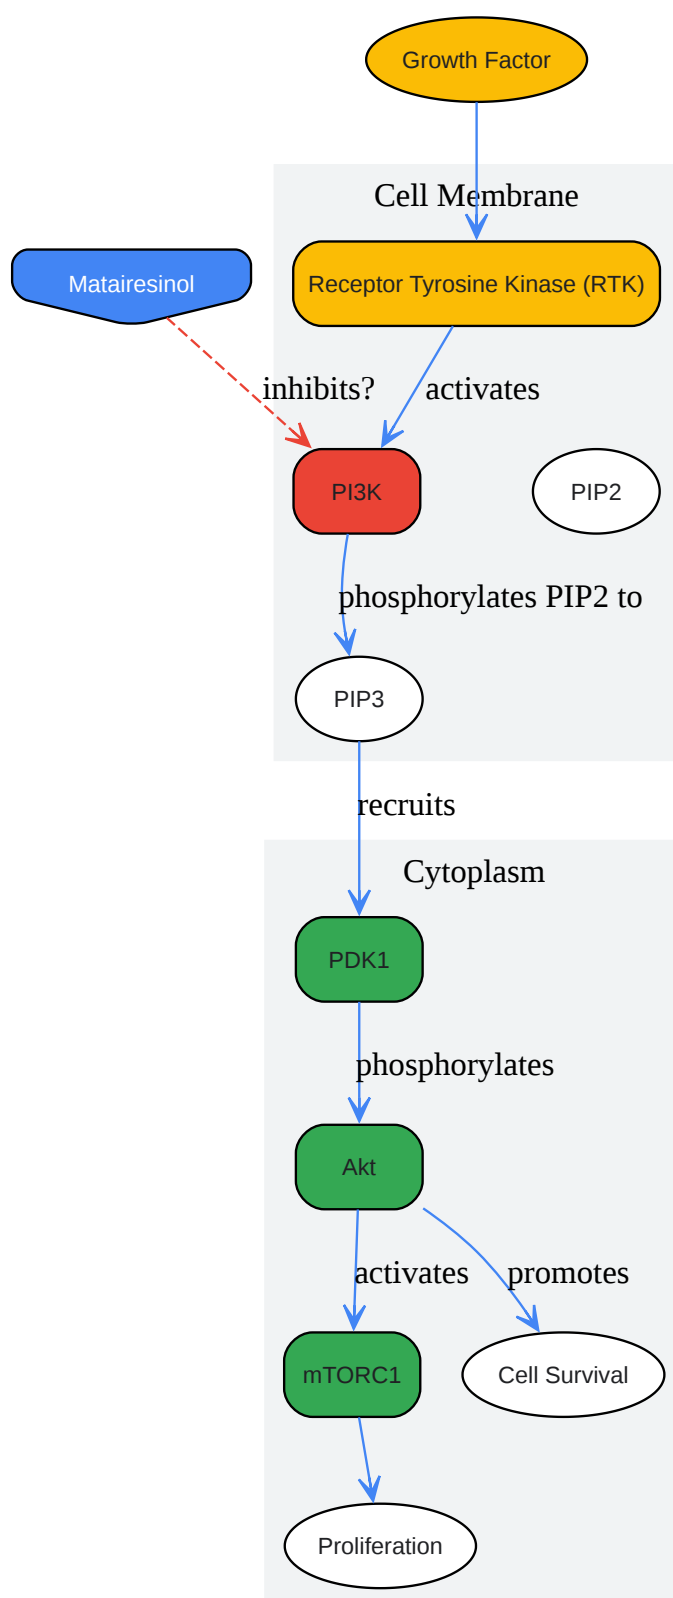 Growth Factor
Cell Membrane
Matairesinol
Receptor Tyrosine Kinase (RTK)
inhibits?
activates
PI3K
PIP2
phosphorylates PIP2 to
PIP3
recruits
Cytoplasm
PDK1
phosphorylates
Akt
activates
promotes
mTORC1
Cell Survival
Proliferation